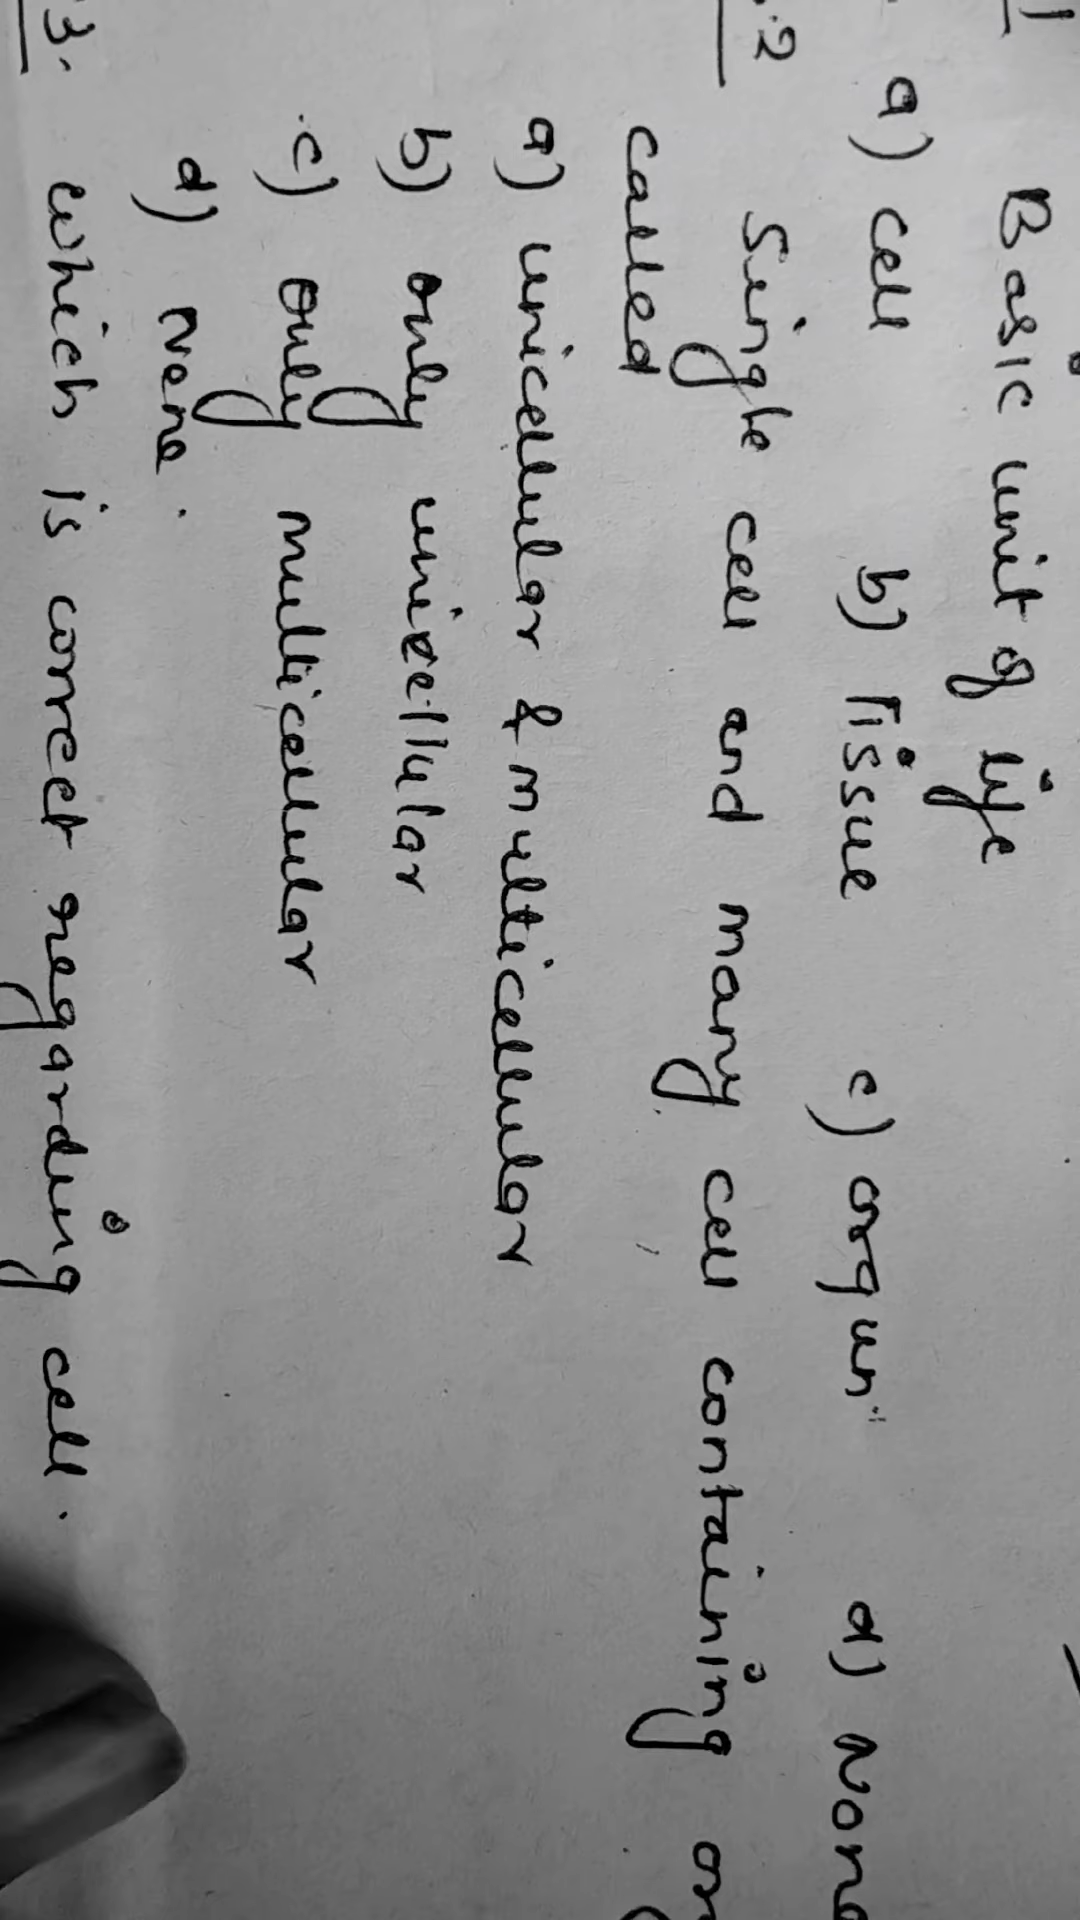 1 Basic unit of life
a) cell b) Tissue c) organ d) None
.2 Single cell and many cell containing
called
a) unicellular & multicellular
b) only unicellular
c) only multicellular
d) None.
3. which is correct regarding cell.